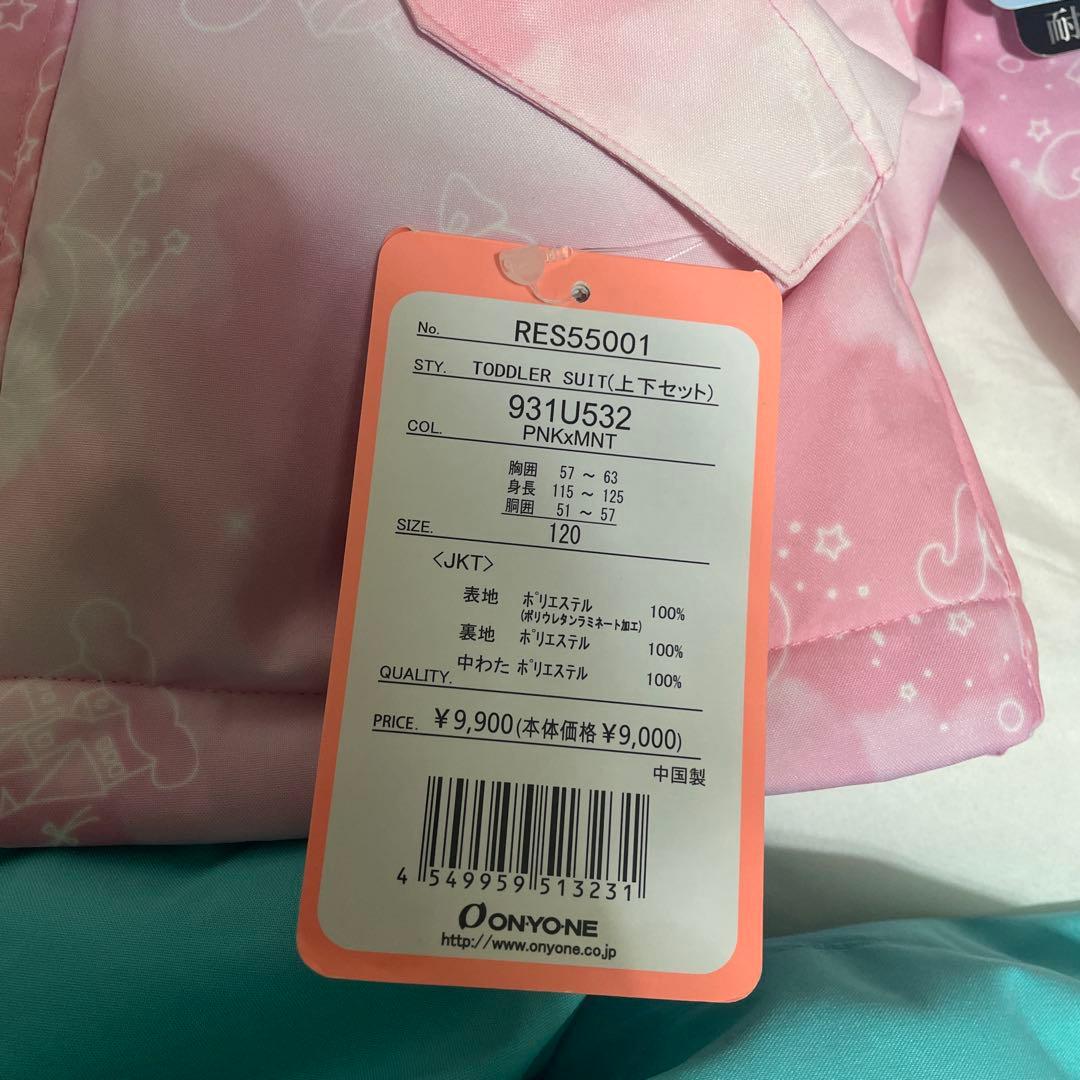 耐
No. RES55001
STY. TODDLER SUIT(上下セット)
931U532
COL. PNKxMNT
胸囲 57 ～ 63
身長 115 ～ 125
胴囲 51 ～ 57
SIZE. 120
〈JKT〉
表地 ポリエステル 100%
(ポリウレタンラミネート加工)
裏地 ポリエステル 100%
中わた ポリエステル 100%
QUALITY.
PRICE. ¥9,900(本体価格¥9,000)
中国製
4 549959 513231
ON・YO・NE
http://www.onyone.co.jp